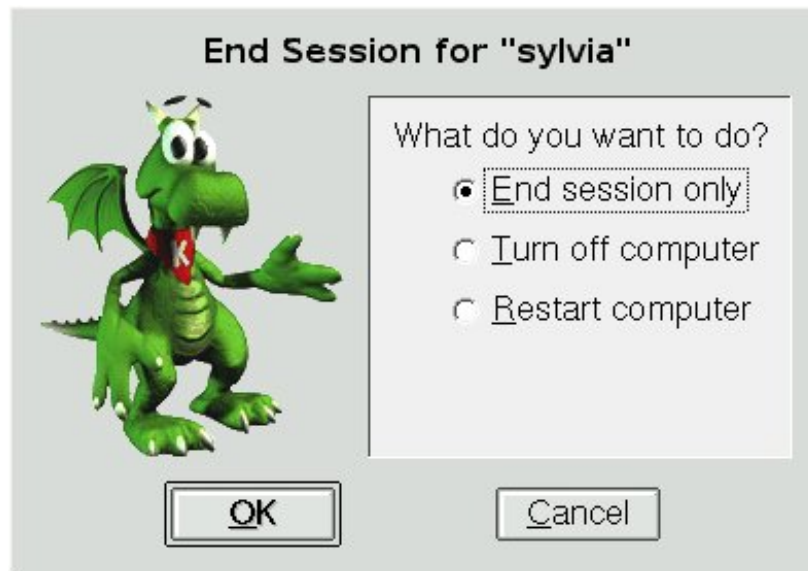 End Session for "sylvia"
What do you want to do?
End session only
Turn off computer
Restart computer
K
OK
Cancel